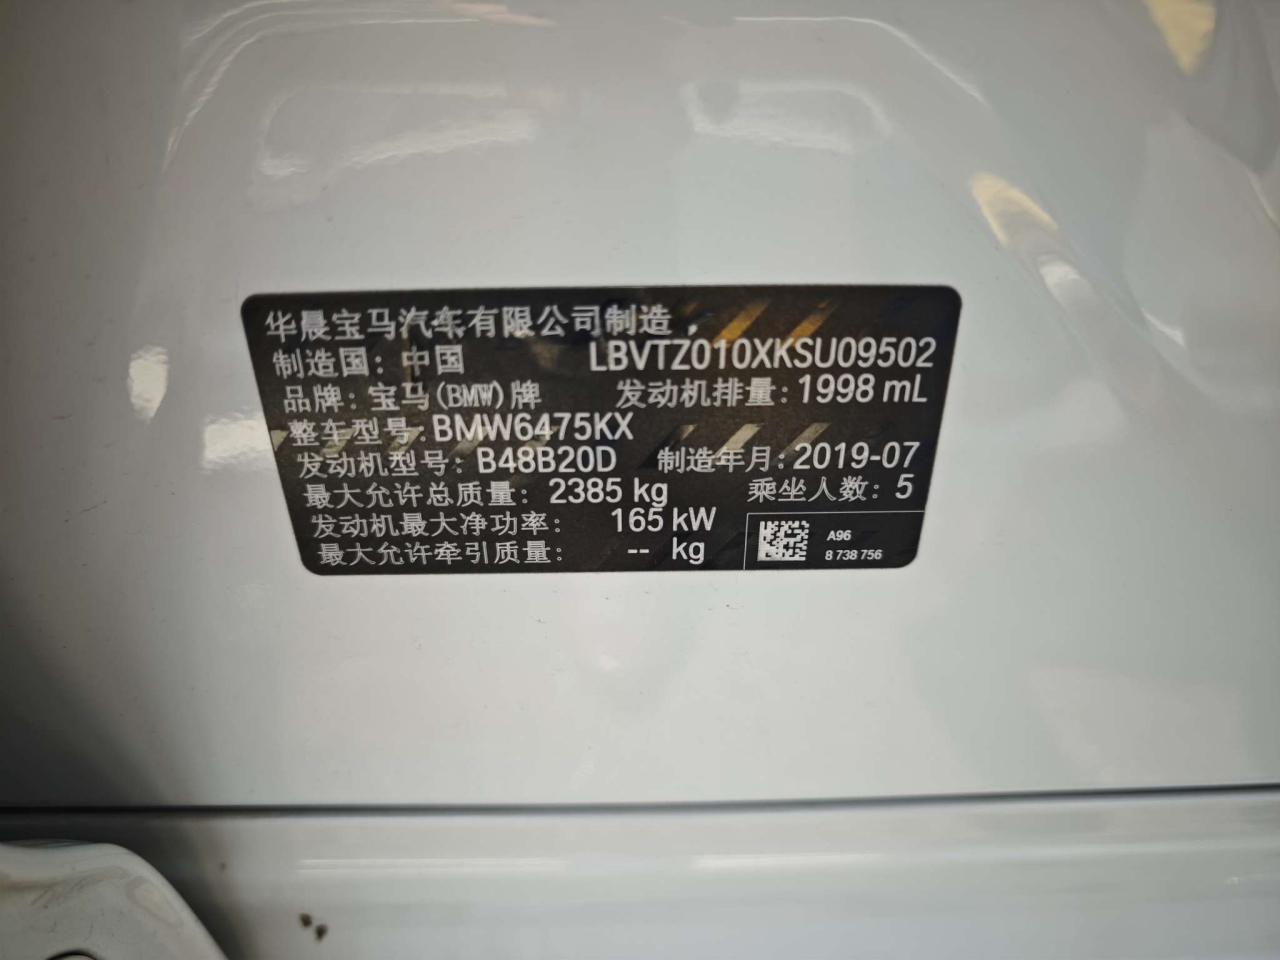 华晨宝马汽车有限公司制造，
制造国：中国 LBVTZ010XKSU09502
品牌：宝马(BMW)牌 发动机排量：1998 mL
整车型号：BMW6475KX
发动机型号：B48B20D 制造年月：2019-07
最大允许总质量：2385 kg 乘坐人数：5
发动机最大净功率：165 kW
最大允许牵引质量：-- kg
A96
8 738 756